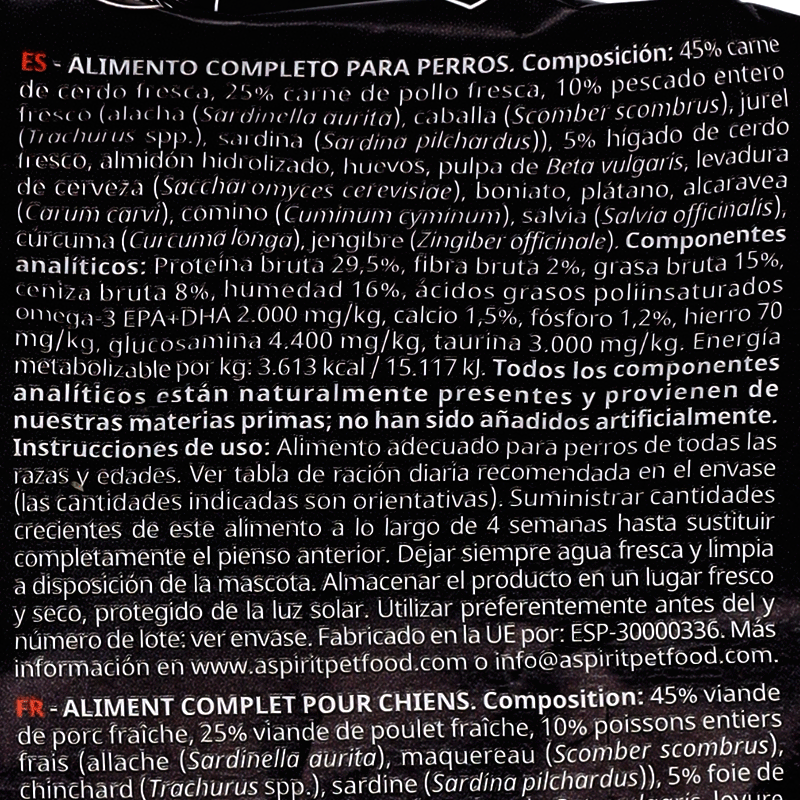 ES - ALIMENTO COMPLETO PARA PERROS. Composición: 45% carne
de cerdo fresca, 25% carne de pollo fresca, 10% pescado entero
fresco (alacha (Sardinella aurita), caballa (Scomber scombrus), jurel
(Trachurus spp.), sardina (Sardina pilchardus)), 5% hígado de cerdo
fresco, almidón hidrolizado, huevos, pulpa de Beta vulgaris, levadura
de cerveza (Saccharomyces cerevisiae), boniato, plátano, alcaravea
(Carum carvi), comino (Cuminum cyminum), salvia (Salvia officinalis),
cúrcuma (Curcuma longa), jengibre (Zingiber officinale). Componentes
analíticos: Proteína bruta 29,5%, fibra bruta 2%, grasa bruta 15%,
ceniza bruta 8%, humedad 16%, ácidos grasos poliinsaturados
omega-3 EPA+DHA 2.000 mg/kg, calcio 1,5%, fósforo 1,2%, hierro 70
mg/kg, glucosamina 4.400 mg/kg, taurina 3.000 mg/kg. Energía
metabolizable por kg: 3.613 kcal / 15.117 kJ. Todos los componentes
analíticos están naturalmente presentes y provienen de
nuestras materias primas; no han sido añadidos artificialmente.
Instrucciones de uso: Alimento adecuado para perros de todas las
razas y edades. Ver tabla de ración diaria recomendada en el envase
(las cantidades indicadas son orientativas). Suministrar cantidades
crecientes de este alimento a lo largo de 4 semanas hasta sustituir
completamente el pienso anterior. Dejar siempre agua fresca y limpia
a disposición de la mascota. Almacenar el producto en un lugar fresco
y seco, protegido de la luz solar. Utilizar preferentemente antes del y
número de lote: ver envase. Fabricado en la UE por: ESP-30000336. Más
información en www.aspiritpetfood.com o info@aspiritpetfood.com.
FR - ALIMENT COMPLET POUR CHIENS. Composition: 45% viande
de porc fraîche, 25% viande de poulet fraîche, 10% poissons entiers
frais (allache (Sardinella aurita), maquereau (Scomber scombrus),
chinchard (Trachurus spp.), sardine (Sardina pilchardus)), 5% foie de